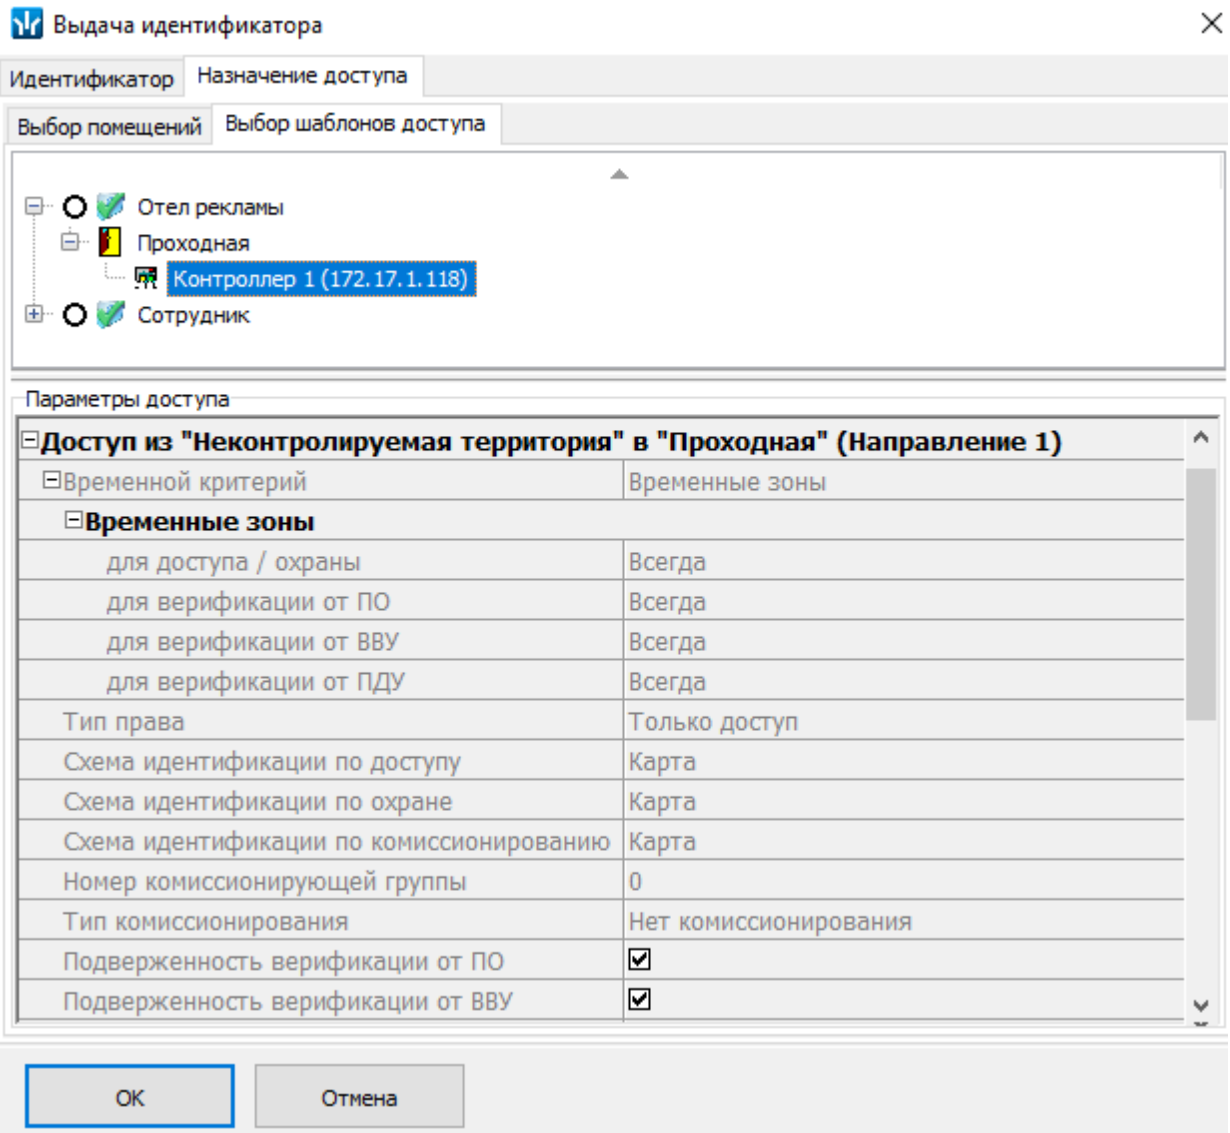 Выдача идентификатора
Идентификатор Назначение доступа
Выбор помещений Выбор шаблонов доступа
Отел рекламы
Проходная
Контроллер 1 (172.17.1.118)
Сотрудник
Параметры доступа
Доступ из "Неконтролируемая территория" в "Проходная" (Направление 1)
Временной критерий Временные зоны
Временные зоны
для доступа / охраны Всегда
для верификации от ПО Всегда
для верификации от ВВУ Всегда
для верификации от ПДУ Всегда
Тип права Только доступ
Схема идентификации по доступу Карта
Схема идентификации по охране Карта
Схема идентификации по комиссионированию Карта
Номер комиссионирующей группы 0
Тип комиссионирования Нет комиссионирования
Подверженность верификации от ПО
Подверженность верификации от ВВУ
ОК Отмена